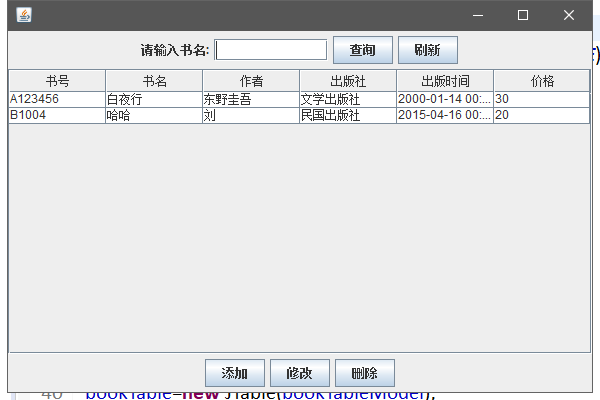 请输入书名: 查询 刷新
书号 书名 作者 出版社 出版时间 价格
A123456 白夜行 东野圭吾 文学出版社 2000-01-14 00:... 30
B1004 哈哈 刘 民国出版社 2015-04-16 00:... 20
添加 修改 删除
bookTable=new JTable(bookTableModel);